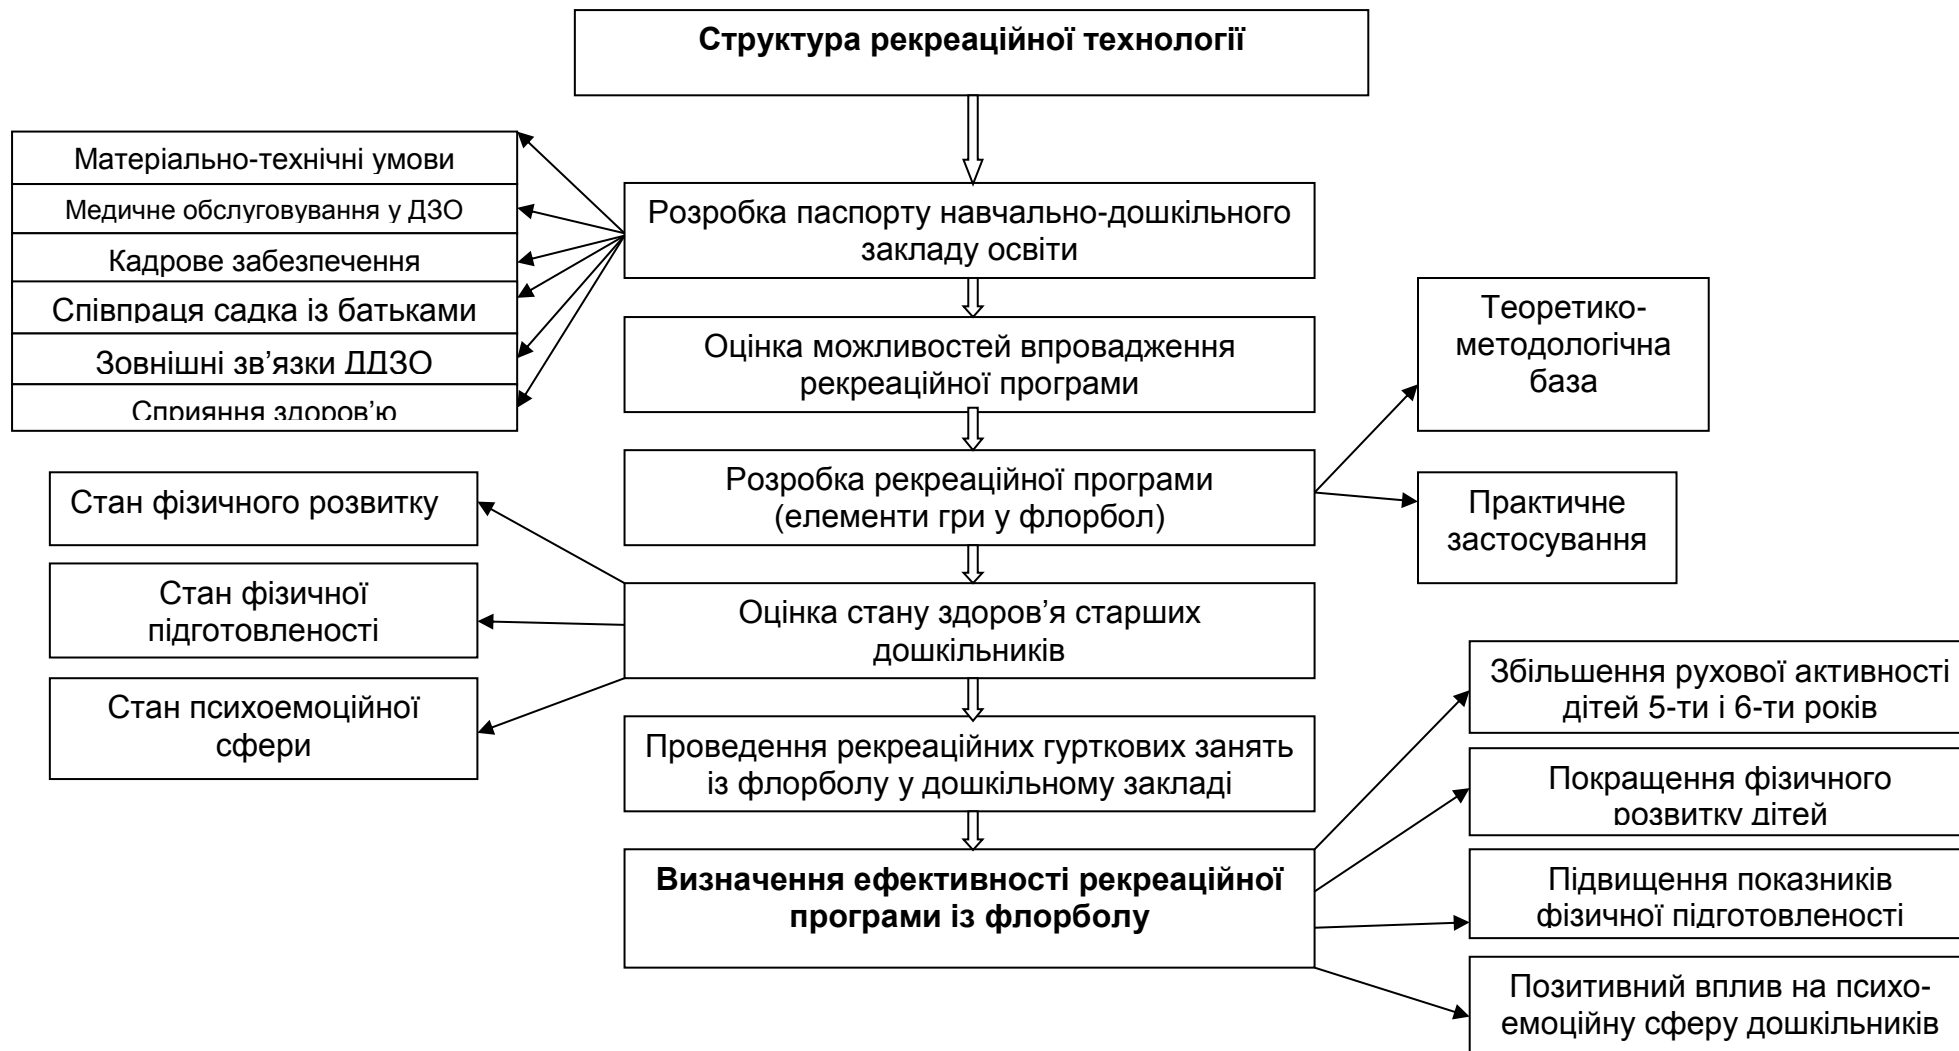 Структура рекреаційної технології
Матеріально-технічні умови
Медичне обслуговування у ДЗО
Кадрове забезпечення
Співпраця садка із батьками
Зовнішні зв’язки ДДЗО
Сприяння здоров’ю
Розробка паспорту навчально-дошкільного
закладу освіти
Оцінка можливостей впровадження
рекреаційної програми
Теоретико-
методологічна
база
Розробка рекреаційної програми
(елементи гри у флорбол)
Практичне
застосування
Стан фізичного розвитку
Стан фізичної
підготовленості
Стан психоемоційної
сфери
Оцінка стану здоров’я старших
дошкільників
Проведення рекреаційних гурткових занять
із флорболу у дошкільному закладі
Визначення ефективності рекреаційної
програми із флорболу
Збільшення рухової активності
дітей 5-ти і 6-ти років
Покращення фізичного
розвитку дітей
Підвищення показників
фізичної підготовленості
Позитивний вплив на психо-
емоційну сферу дошкільників